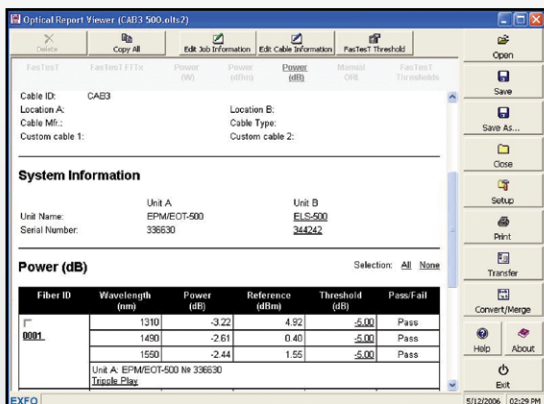 Optical Report Viewer (CAB3 500.olts2)
Delete
Copy All
Edit Job Information
Edit Cable Information
FasTesT Threshold
FasTesT FasTesT FTTx Power (W) Power (dBm) Power (dB) Manual ORL FasTesT Thresholds
Cable ID: CAB3
Location A: Location B:
Cable Mfr.: Cable Type:
Custom cable 1: Custom cable 2:
System Information
Unit A Unit B
Unit Name: EPM/EOT-500 ELS-500
Serial Number: 336630 344242
Power (dB) Selection: All None
Fiber ID Wavelength (nm) Power (dB) Reference (dBm) Threshold (dB) Pass/Fail
1310 -3.22 4.92 -5.00 Pass
0001 1490 -2.61 0.40 -5.00 Pass
1550 -2.44 1.55 -5.00 Pass
Unit A: EPM/EOT-500 № 336630
Tripple Play
Open
Save
Save As...
Close
Setup
Print
Transfer
Convert/Merge
Help About
Exit
EXFO 5/12/2006 02:29 PM